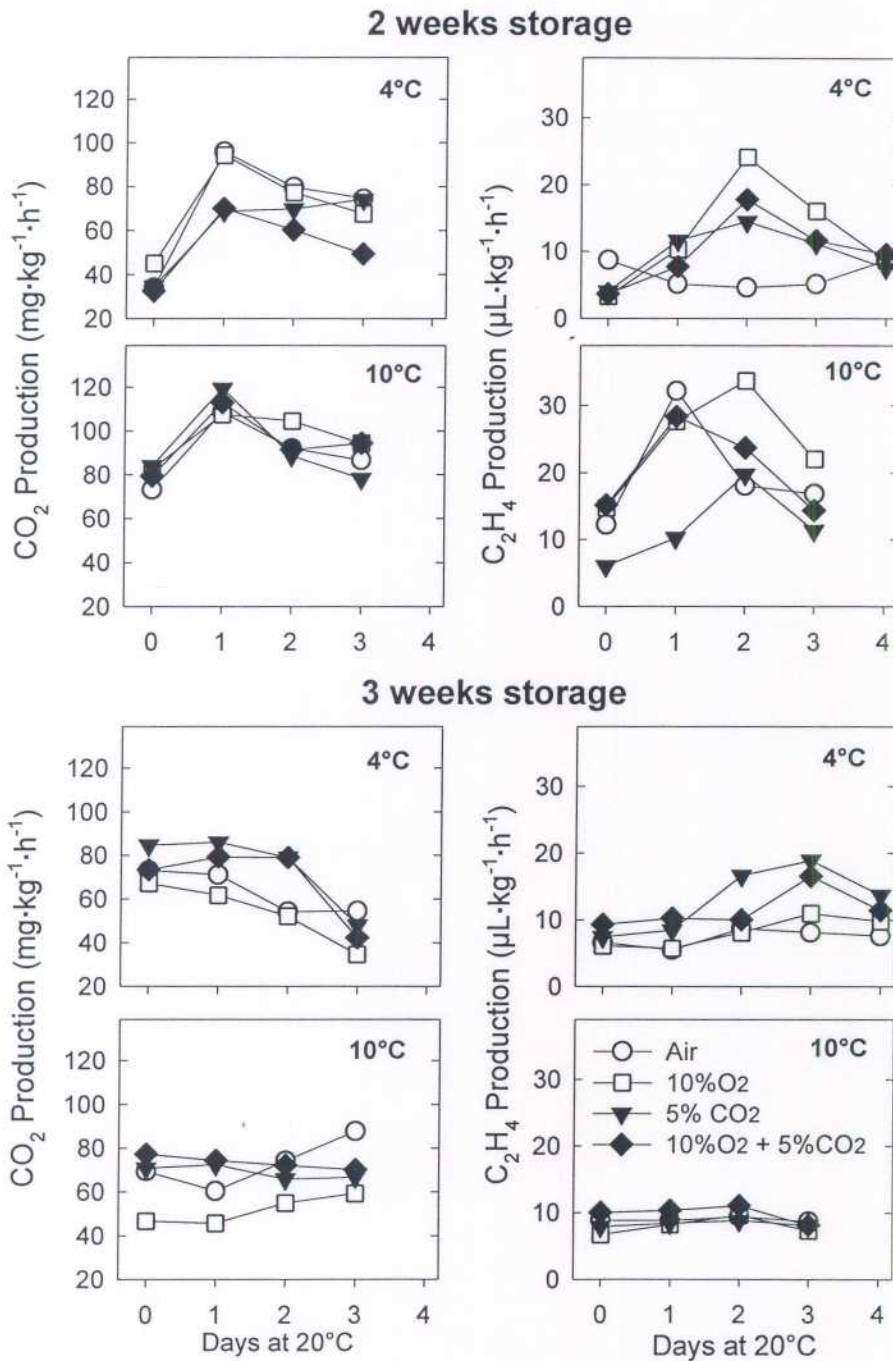 2 weeks storage
CO2 Production (mg·kg-1·h-1)
120
100
80
60
40
20
4°C
120
100
80
60
40
20
10°C
0 1 2 3 4
C2H4 Production (µL·kg-1·h-1)
30
20
10
0
4°C
30
20
10
0
10°C
0 1 2 3 4
3 weeks storage
CO2 Production (mg·kg-1·h-1)
120
100
80
60
40
20
4°C
120
100
80
60
40
20
10°C
0 1 2 3 4
Days at 20°C
C2H4 Production (µL·kg-1·h-1)
30
20
10
0
4°C
30
20
10
0
Air
10%O2
5% CO2
10%O2 + 5%CO2
10°C
0 1 2 3 4
Days at 20°C